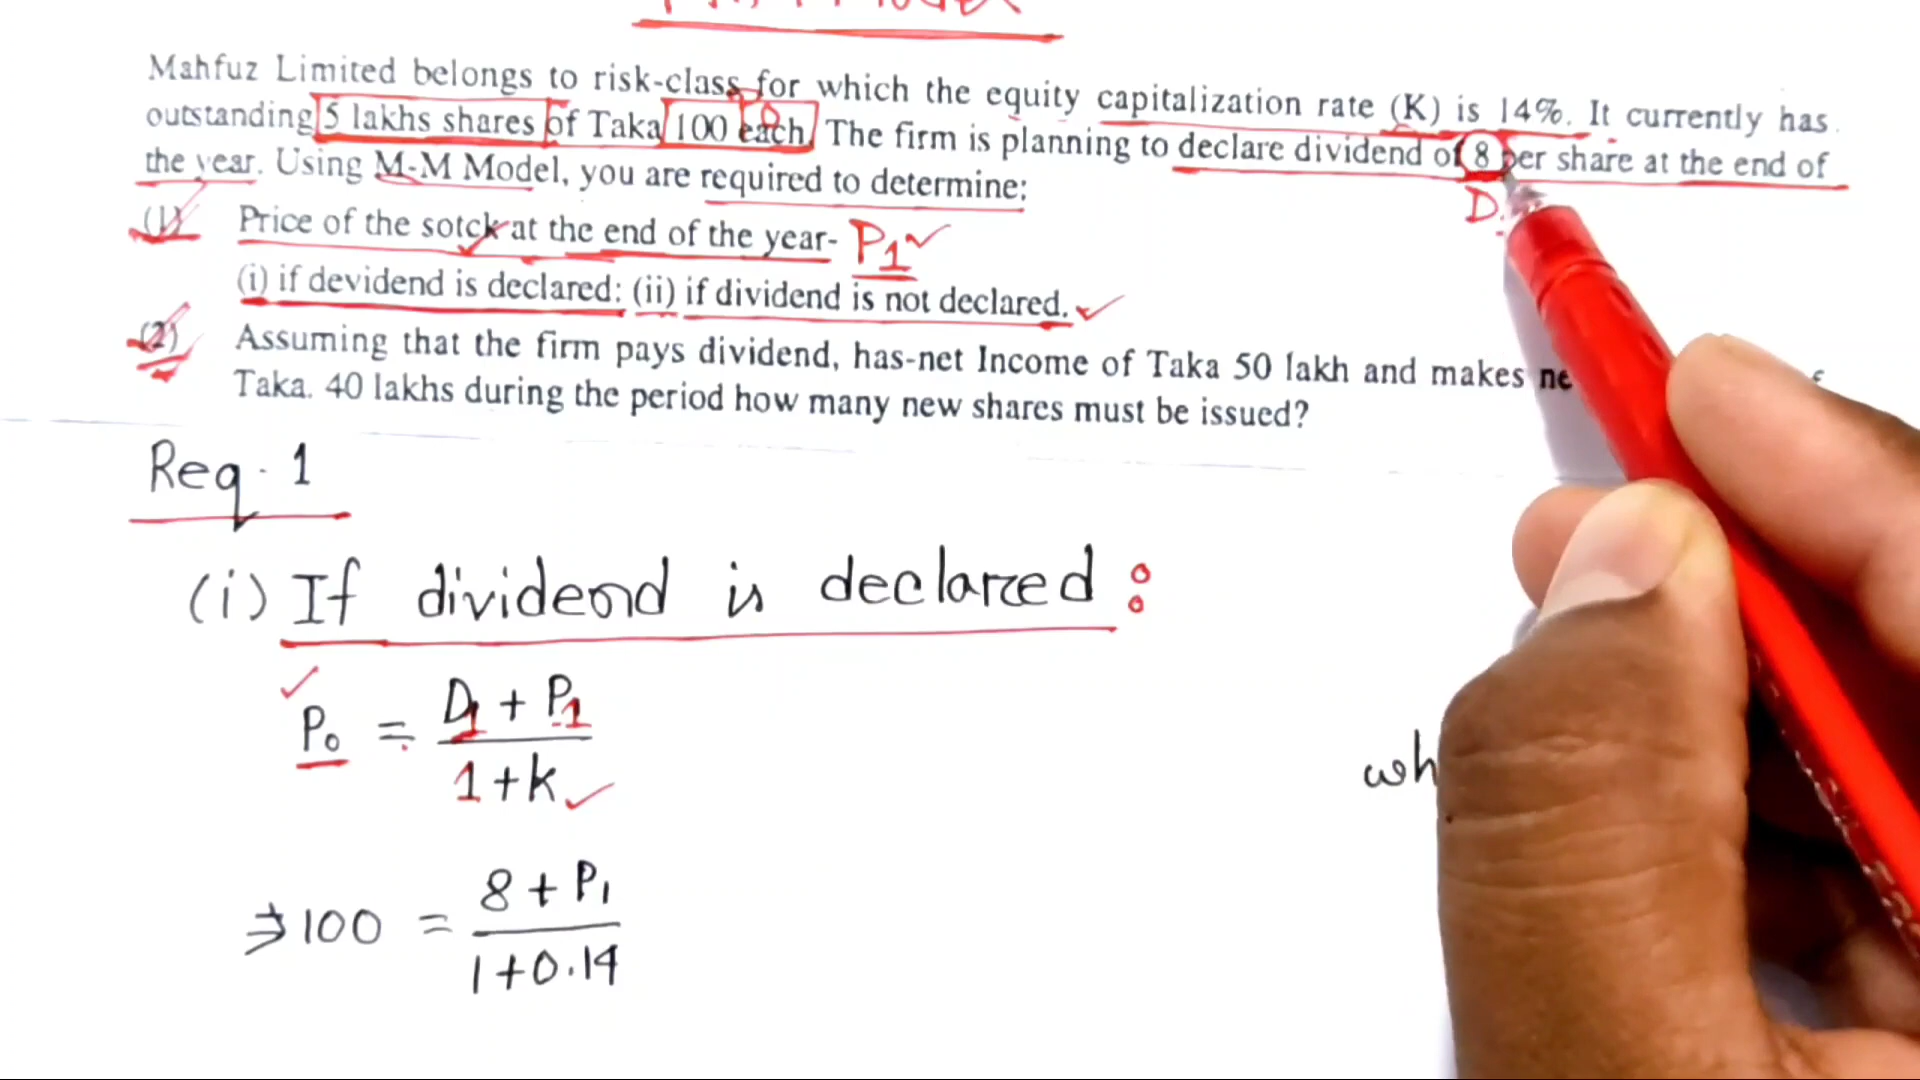 Mahfuz Limited belongs to risk-class for which the equity capitalization rate (K) is 14%. It currently has
outstanding 5 lakhs shares of Taka 100 each. The firm is planning to declare dividend of 8 per share at the end of
the year. Using M-M Model, you are required to determine:
(1) Price of the sotck at the end of the year- P1
(i) if devidend is declared: (ii) if dividend is not declared.
(2) Assuming that the firm pays dividend, has-net Income of Taka 50 lakh and makes
Taka. 40 lakhs during the period how many new shares must be issued?
Req. 1
(i) If dividend is declared :
P0 = D1 + P1
1+k
⇒100 = 8 + P1
1+0.14